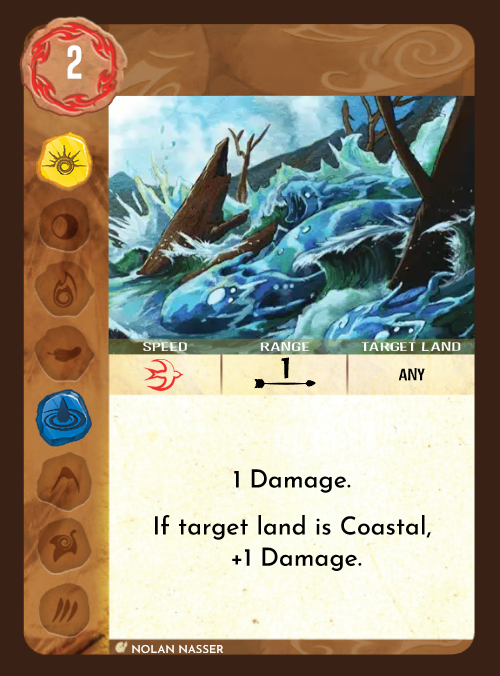 2
SPEED RANGE TARGET LAND
1 ANY
1 Damage.
If target land is Coastal,
+1 Damage.
NOLAN NASSER